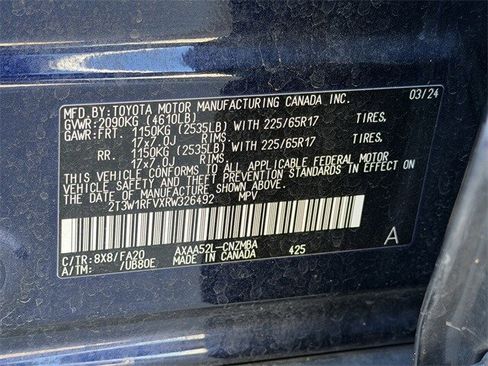 MFD.BY:TOYOTA MOTOR MANUFACTURING CANADA INC. 03/24
GVWR:2090KG (4610LB)
GAWR:FRT. 1150KG (2535LB) WITH 225/65R17 TIRES.
17x7.0J RIMS
RR. 1150KG (2535LB) WITH 225/65R17 TIRES.
17x7.0J RIMS
THIS VEHICLE CONFORMS TO ALL APPLICABLE FEDERAL MOTOR
VEHICLE SAFETY AND BUMPER STANDARDS IN EFFECT ON THE DATE
OF MANUFACTURE SHOWN ABOVE. AND THEFT PREVENTION STANDARDS
2T3W1RFVXRW326492 MPV
C/TR:8X8/FA20 AXAA52L-CNZMBA 425 A
A/TM: /UB80E MADE IN CANADA